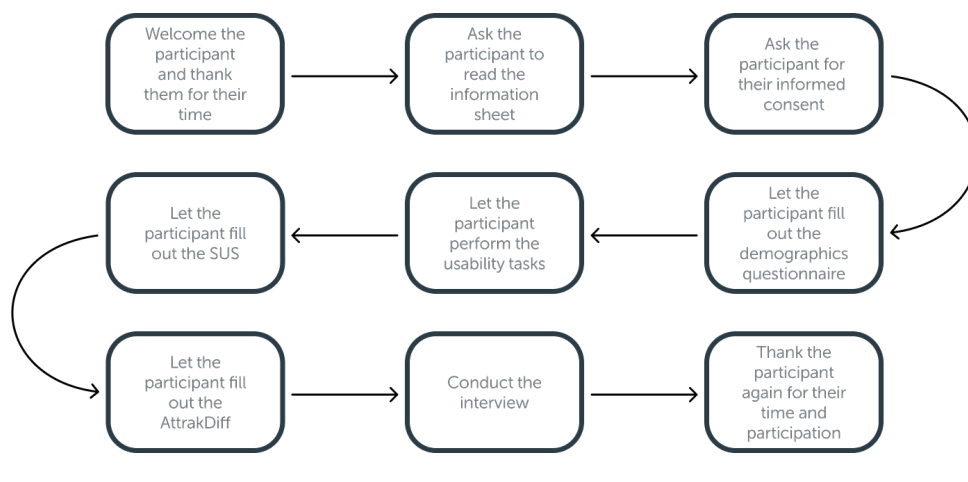 Welcome the
participant
and thank
them for their
time
Ask the
participant to
read the
information
sheet
Ask the
participant for
their informed
consent
Let the
participant fill
out the
demographics
questionnaire
Let the
participant
perform the
usability tasks
Let the
participant fill
out the SUS
Let the
participant fill
out the
AttrakDiff
Conduct the
interview
Thank the
participant
again for their
time and
participation